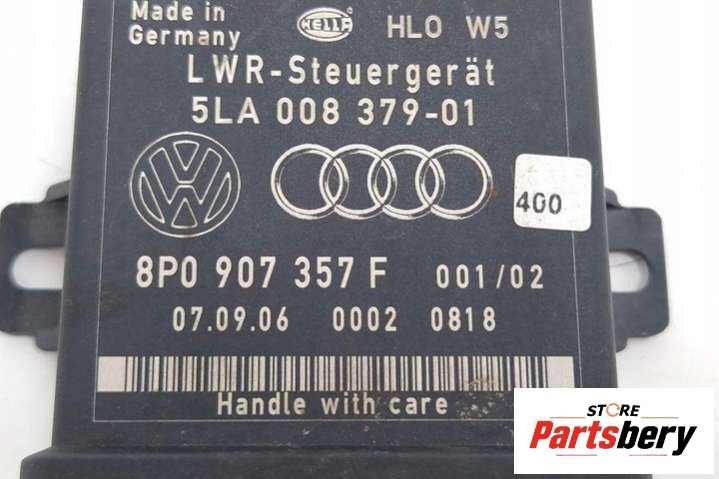 Made in
Germany
HELLA
HLO W5
LWR-Steuergerät
5LA 008 379-01
400
8P0 907 357 F 001/02
07.09.06 0002 0818
Handle with care
STORE
Partsbery